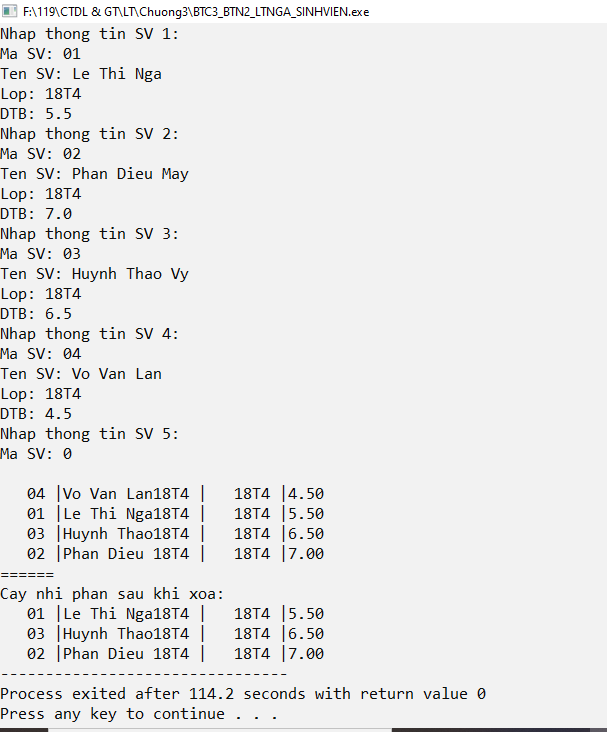 F:\119\CTDL & GT\LT\Chuong3\BTC3_BTN2_LTNGA_SINHVIEN.exe
Nhap thong tin SV 1:
Ma SV: 01
Ten SV: Le Thi Nga
Lop: 18T4
DTB: 5.5
Nhap thong tin SV 2:
Ma SV: 02
Ten SV: Phan Dieu May
Lop: 18T4
DTB: 7.0
Nhap thong tin SV 3:
Ma SV: 03
Ten SV: Huynh Thao Vy
Lop: 18T4
DTB: 6.5
Nhap thong tin SV 4:
Ma SV: 04
Ten SV: Vo Van Lan
Lop: 18T4
DTB: 4.5
Nhap thong tin SV 5:
Ma SV: 0
04 |Vo Van Lan18T4 |   18T4 |4.50
01 |Le Thi Nga18T4 |   18T4 |5.50
03 |Huynh Thao18T4 |   18T4 |6.50
02 |Phan Dieu 18T4 |   18T4 |7.00
======
Cay nhi phan sau khi xoa:
01 |Le Thi Nga18T4 |   18T4 |5.50
03 |Huynh Thao18T4 |   18T4 |6.50
02 |Phan Dieu 18T4 |   18T4 |7.00
--------------------------------
Process exited after 114.2 seconds with return value 0
Press any key to continue . . .